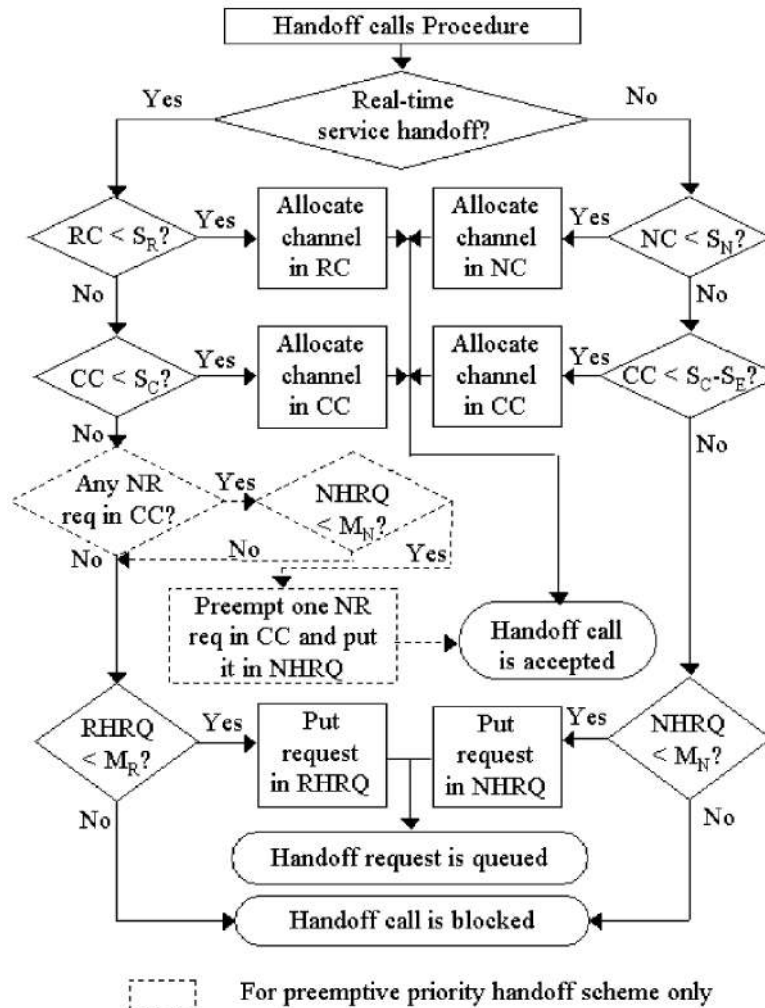 Handoff calls Procedure
Yes
Real-time
service handoff?
No
RC < S_R?
Yes
Allocate
channel
in RC
Allocate
channel
in NC
Yes
NC < S_N?
No
No
CC < S_C?
Yes
Allocate
channel
in CC
Allocate
channel
in CC
Yes
CC < S_C-S_E?
No
No
Any NR
req in CC?
Yes
NHRQ
< M_N?
No
No
Yes
Preempt one NR
req in CC and put
it in NHRQ
Handoff call
is accepted
RHRQ
< M_R?
Yes
Put
request
in RHRQ
Put
request
in NHRQ
Yes
NHRQ
< M_N?
No
No
Handoff request is queued
Handoff call is blocked
For preemptive priority handoff scheme only